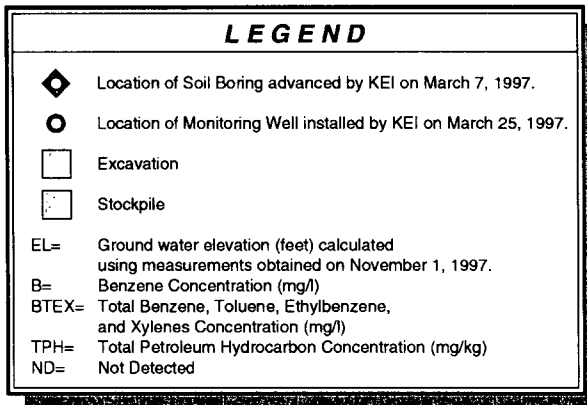 LEGEND
Location of Soil Boring advanced by KEI on March 7, 1997.
Location of Monitoring Well installed by KEI on March 25, 1997.
Excavation
Stockpile
EL= Ground water elevation (feet) calculated
using measurements obtained on November 1, 1997.
B= Benzene Concentration (mg/l)
BTEX= Total Benzene, Toluene, Ethylbenzene,
and Xylenes Concentration (mg/l)
TPH= Total Petroleum Hydrocarbon Concentration (mg/kg)
ND= Not Detected